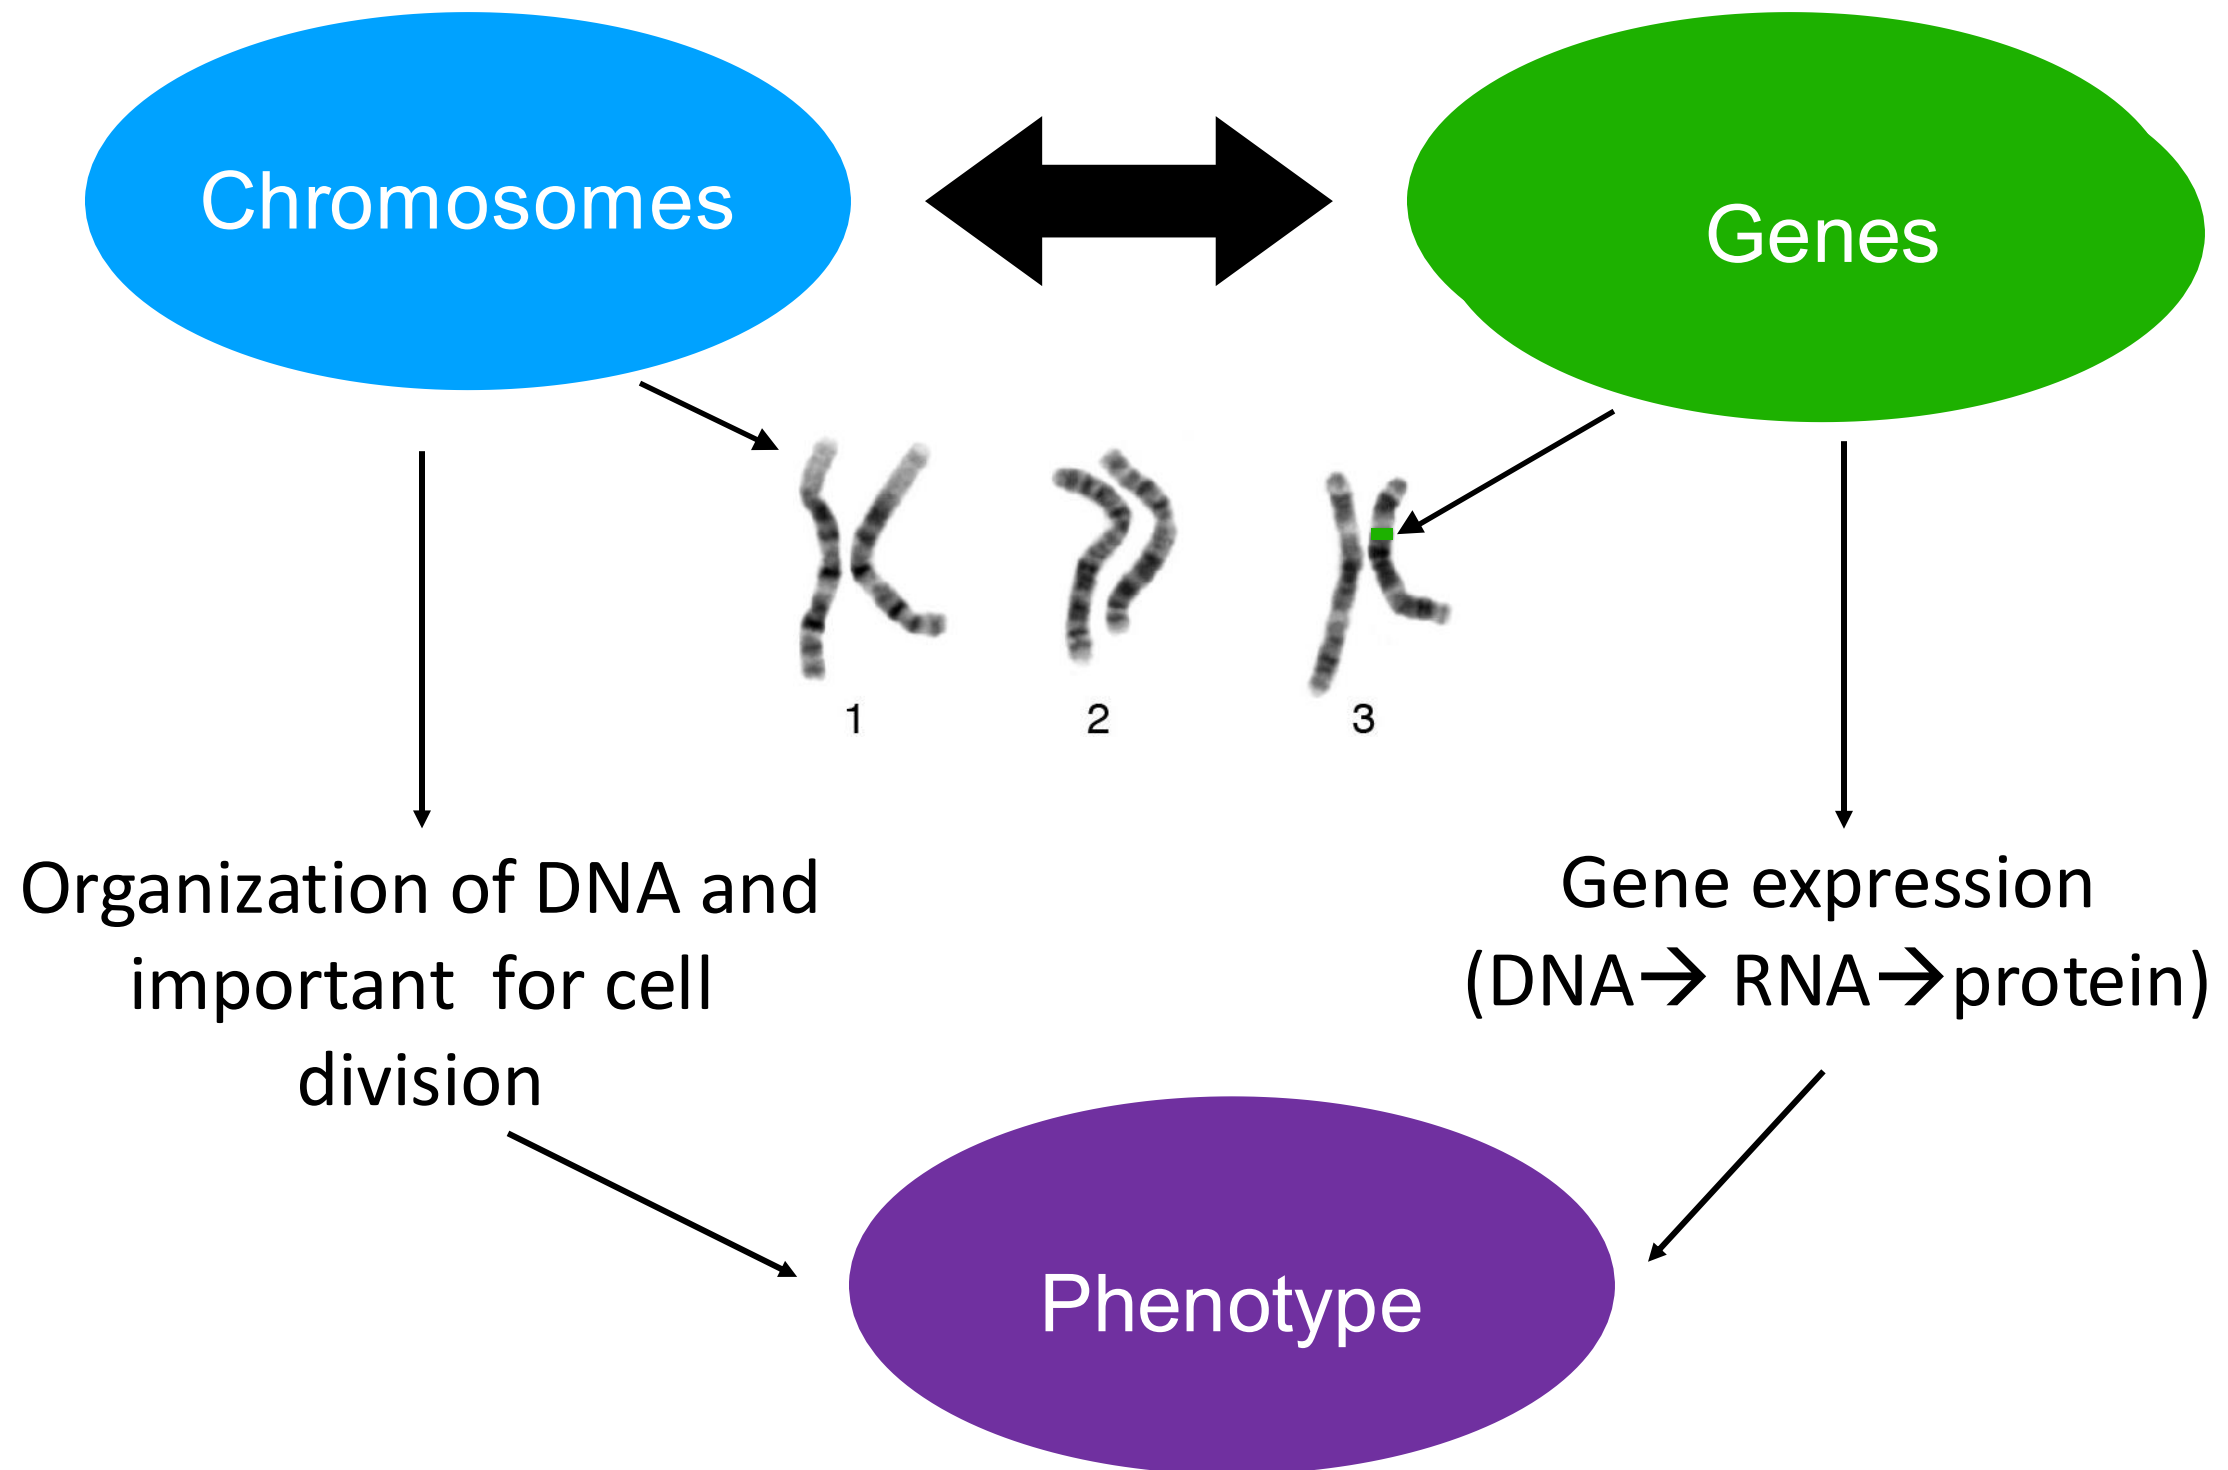 Chromosomes
Genes
1
2
3
Organization of DNA and
important for cell
division
Gene expression
(DNA→ RNA→protein)
Phenotype